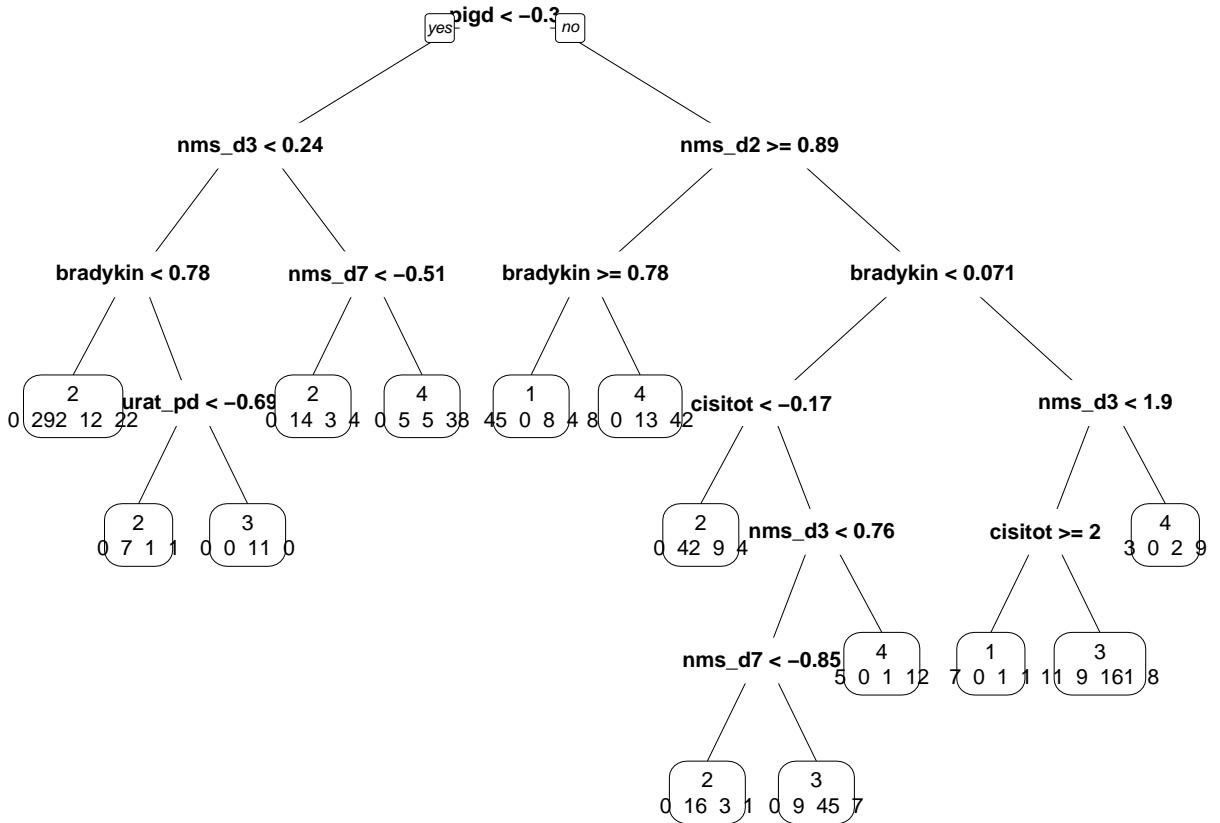 pigd < −0.3
yes no
nms_d3 < 0.24 nms_d2 >= 0.89
bradykin < 0.78 nms_d7 < −0.51 bradykin >= 0.78 bradykin < 0.071
2 urat_pd < −0.69 2 4 1 4 cisitot < −0.17 nms_d3 < 1.9
0 292 12 22 0 14 3 4 0 5 5 38 45 0 8 4 8 0 13 42
2 3 2 nms_d3 < 0.76 cisitot >= 2 4
0 7 1 1 0 0 11 0 0 42 9 4 3 0 2 9
nms_d7 < −0.85 4 1 3
5 0 1 12 7 0 1 1 11 9 161 8
2 3
0 16 3 1 0 9 45 7